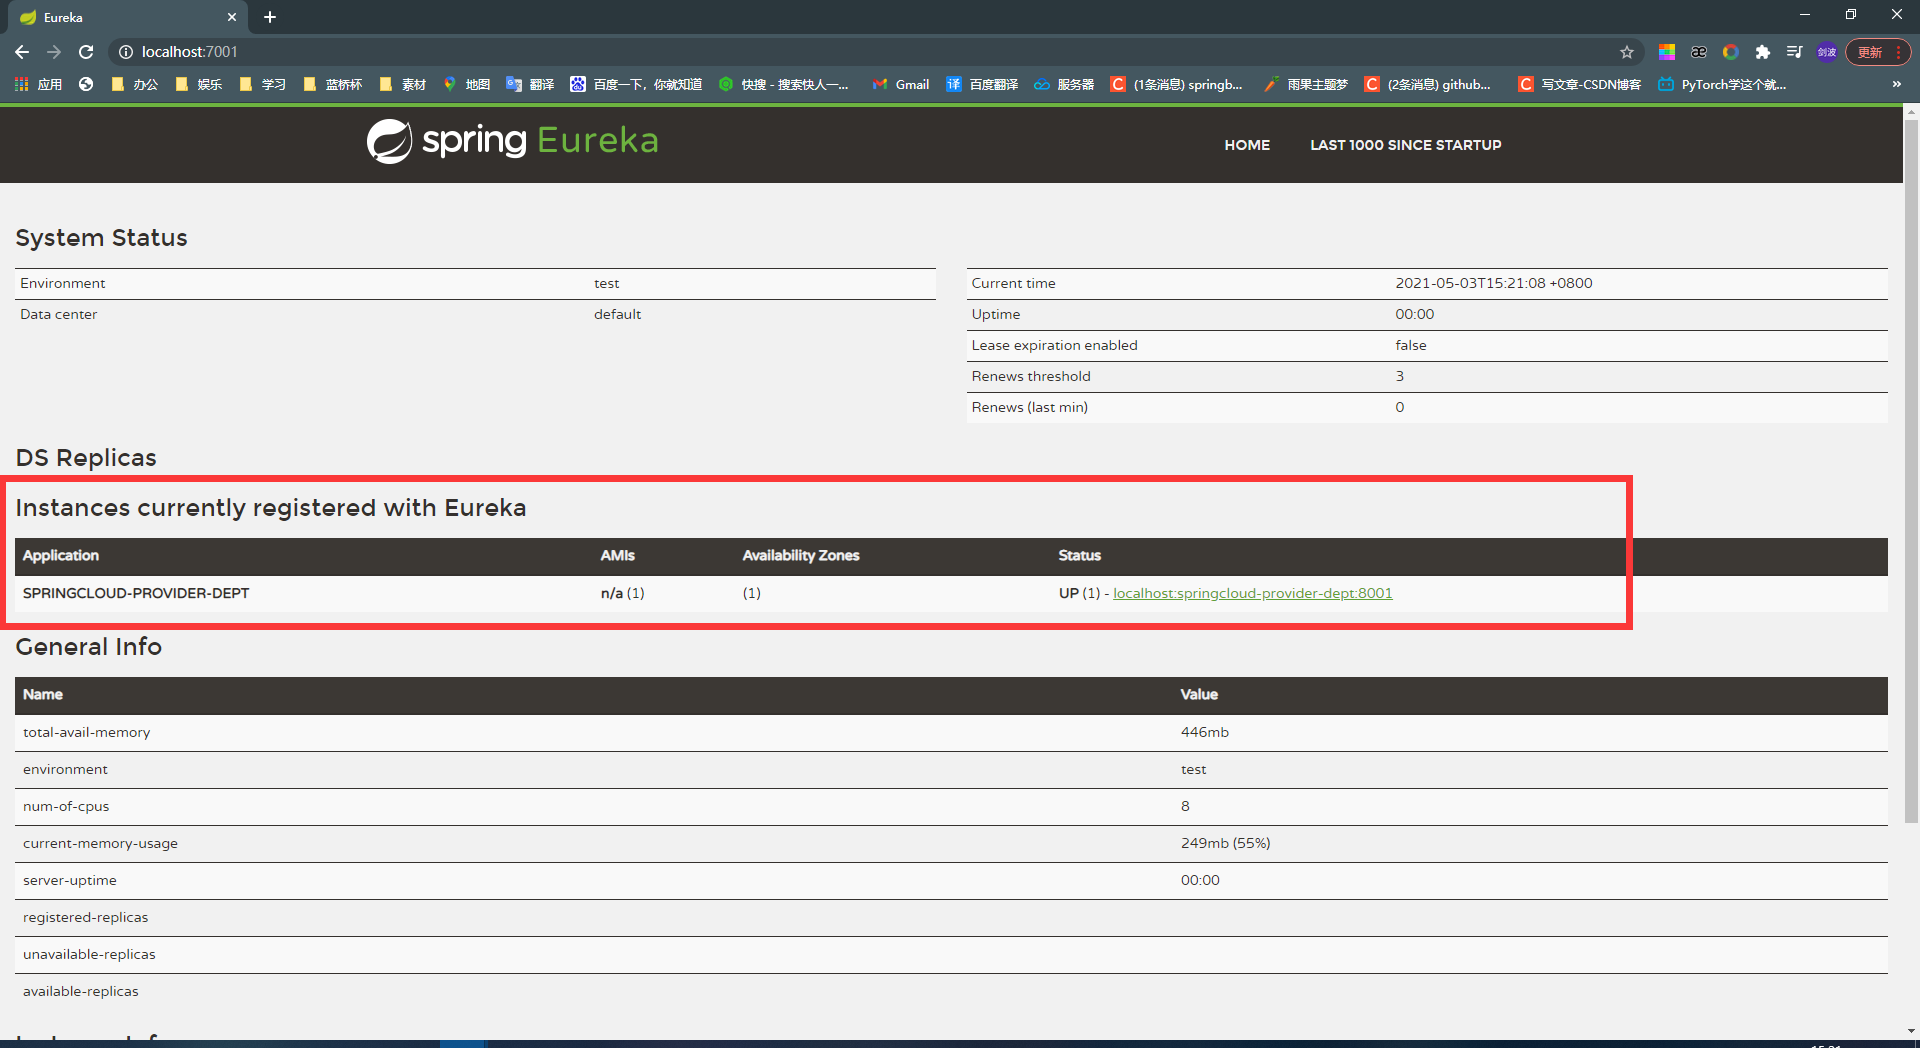 Eureka
localhost:7001
剑波
更新
应用
办公
娱乐
学习
蓝桥杯
素材
地图
翻译
百度一下，你就知道
快搜 - 搜索快人一...
Gmail
百度翻译
服务器
(1条消息) springb...
雨果主题梦
(2条消息) github...
写文章-CSDN博客
PyTorch学这个就...
spring Eureka
HOME
LAST 1000 SINCE STARTUP
System Status
Environment test
Data center default
Current time 2021-05-03T15:21:08 +0800
Uptime 00:00
Lease expiration enabled false
Renews threshold 3
Renews (last min) 0
DS Replicas
Instances currently registered with Eureka
Application AMIs Availability Zones Status
SPRINGCLOUD-PROVIDER-DEPT n/a (1) (1) UP (1) - localhost:springcloud-provider-dept:8001
General Info
Name Value
total-avail-memory 446mb
environment test
num-of-cpus 8
current-memory-usage 249mb (55%)
server-uptime 00:00
registered-replicas
unavailable-replicas
available-replicas